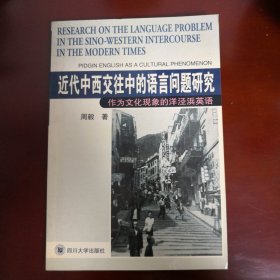 RESEARCH ON THE LANGUAGE PROBLEM
IN THE SINO-WESTERN INTERCOURSE
IN THE MODERN TIMES
PIDGIN ENGLISH AS A CULTURAL PHENOMENON
近代中西交往中的语言问题研究
作为文化现象的洋泾浜英语
周毅 著
四川大学出版社